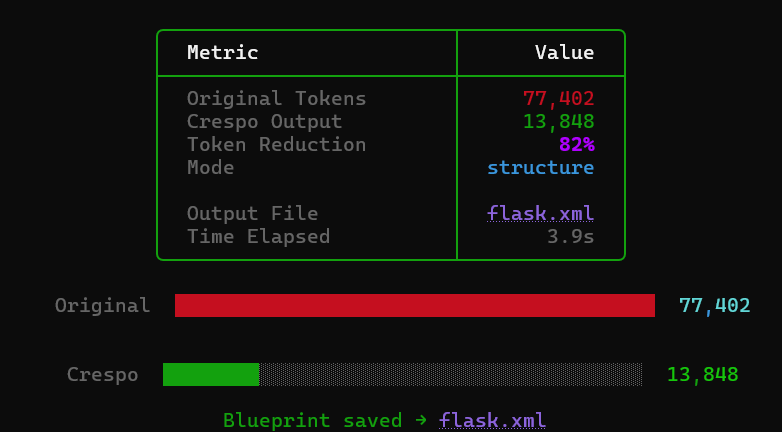 Metric Value
Original Tokens 77,402
Crespo Output 13,848
Token Reduction 82%
Mode structure
Output File flask.xml
Time Elapsed 3.9s
Original 77,402
Crespo 13,848
Blueprint saved → flask.xml